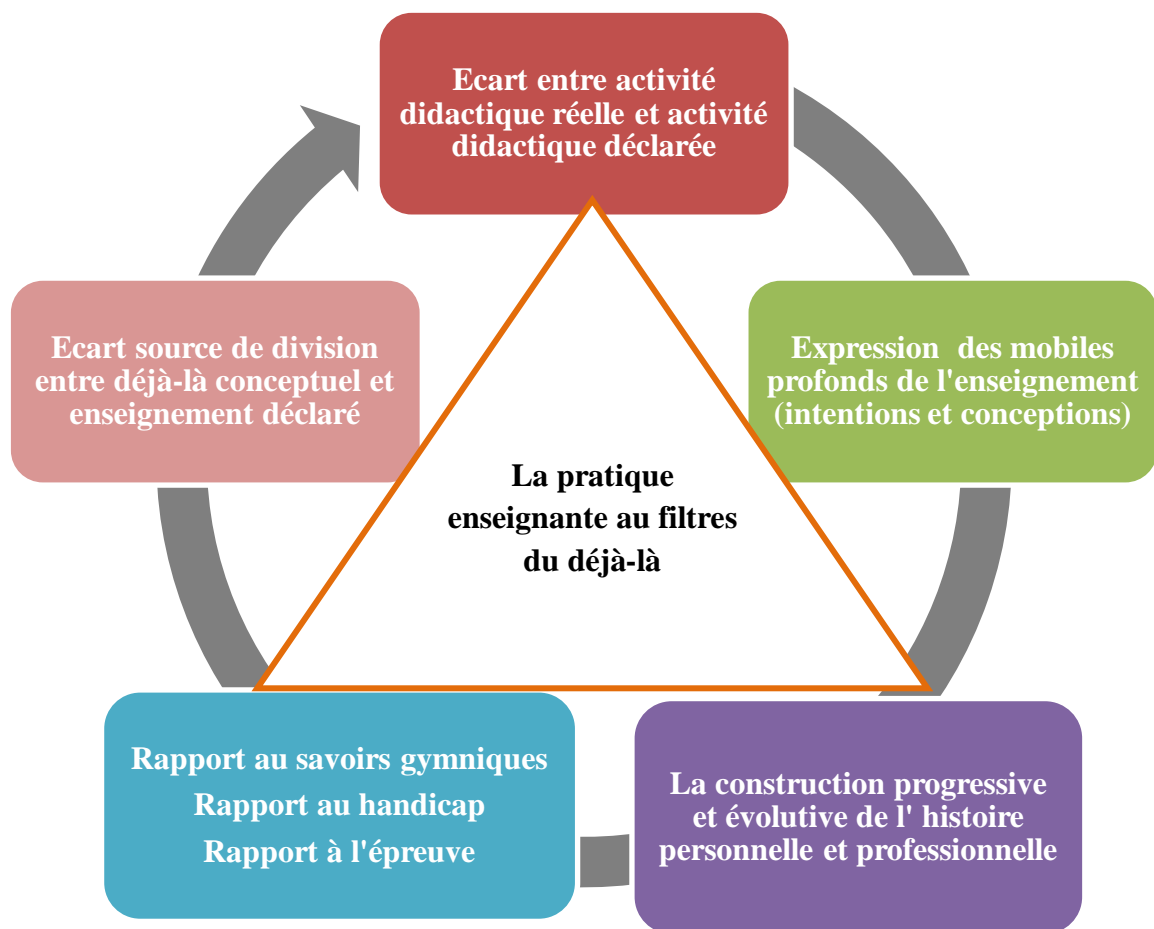 Ecart entre activité
didactique réelle et activité
didactique déclarée
Ecart source de division
entre déjà-là conceptuel et
enseignement déclaré
Expression des mobiles
profonds de l'enseignement
(intentions et conceptions)
La pratique
enseignante au filtres
du déjà-là
Rapport au savoirs gymniques
Rapport au handicap
Rapport à l'épreuve
La construction progressive
et évolutive de l' histoire
personnelle et professionnelle